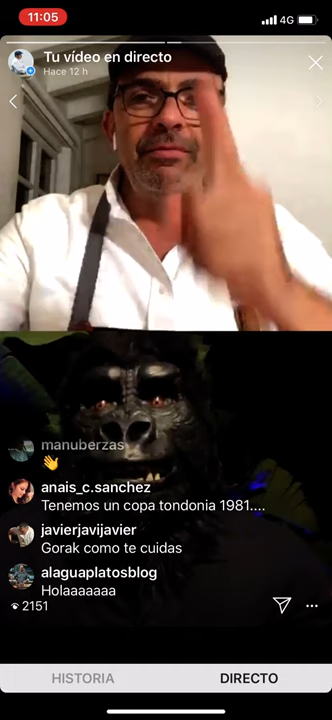 11:05
4G
Tu vídeo en directo
Hace 12 h
manuberzas
👋
anais_c.sanchez
Tenemos un copa tondonia 1981....
javierjavijavier
Gorak como te cuidas
alaguaplatosblog
Holaaaaaaa
2151
HISTORIA
DIRECTO